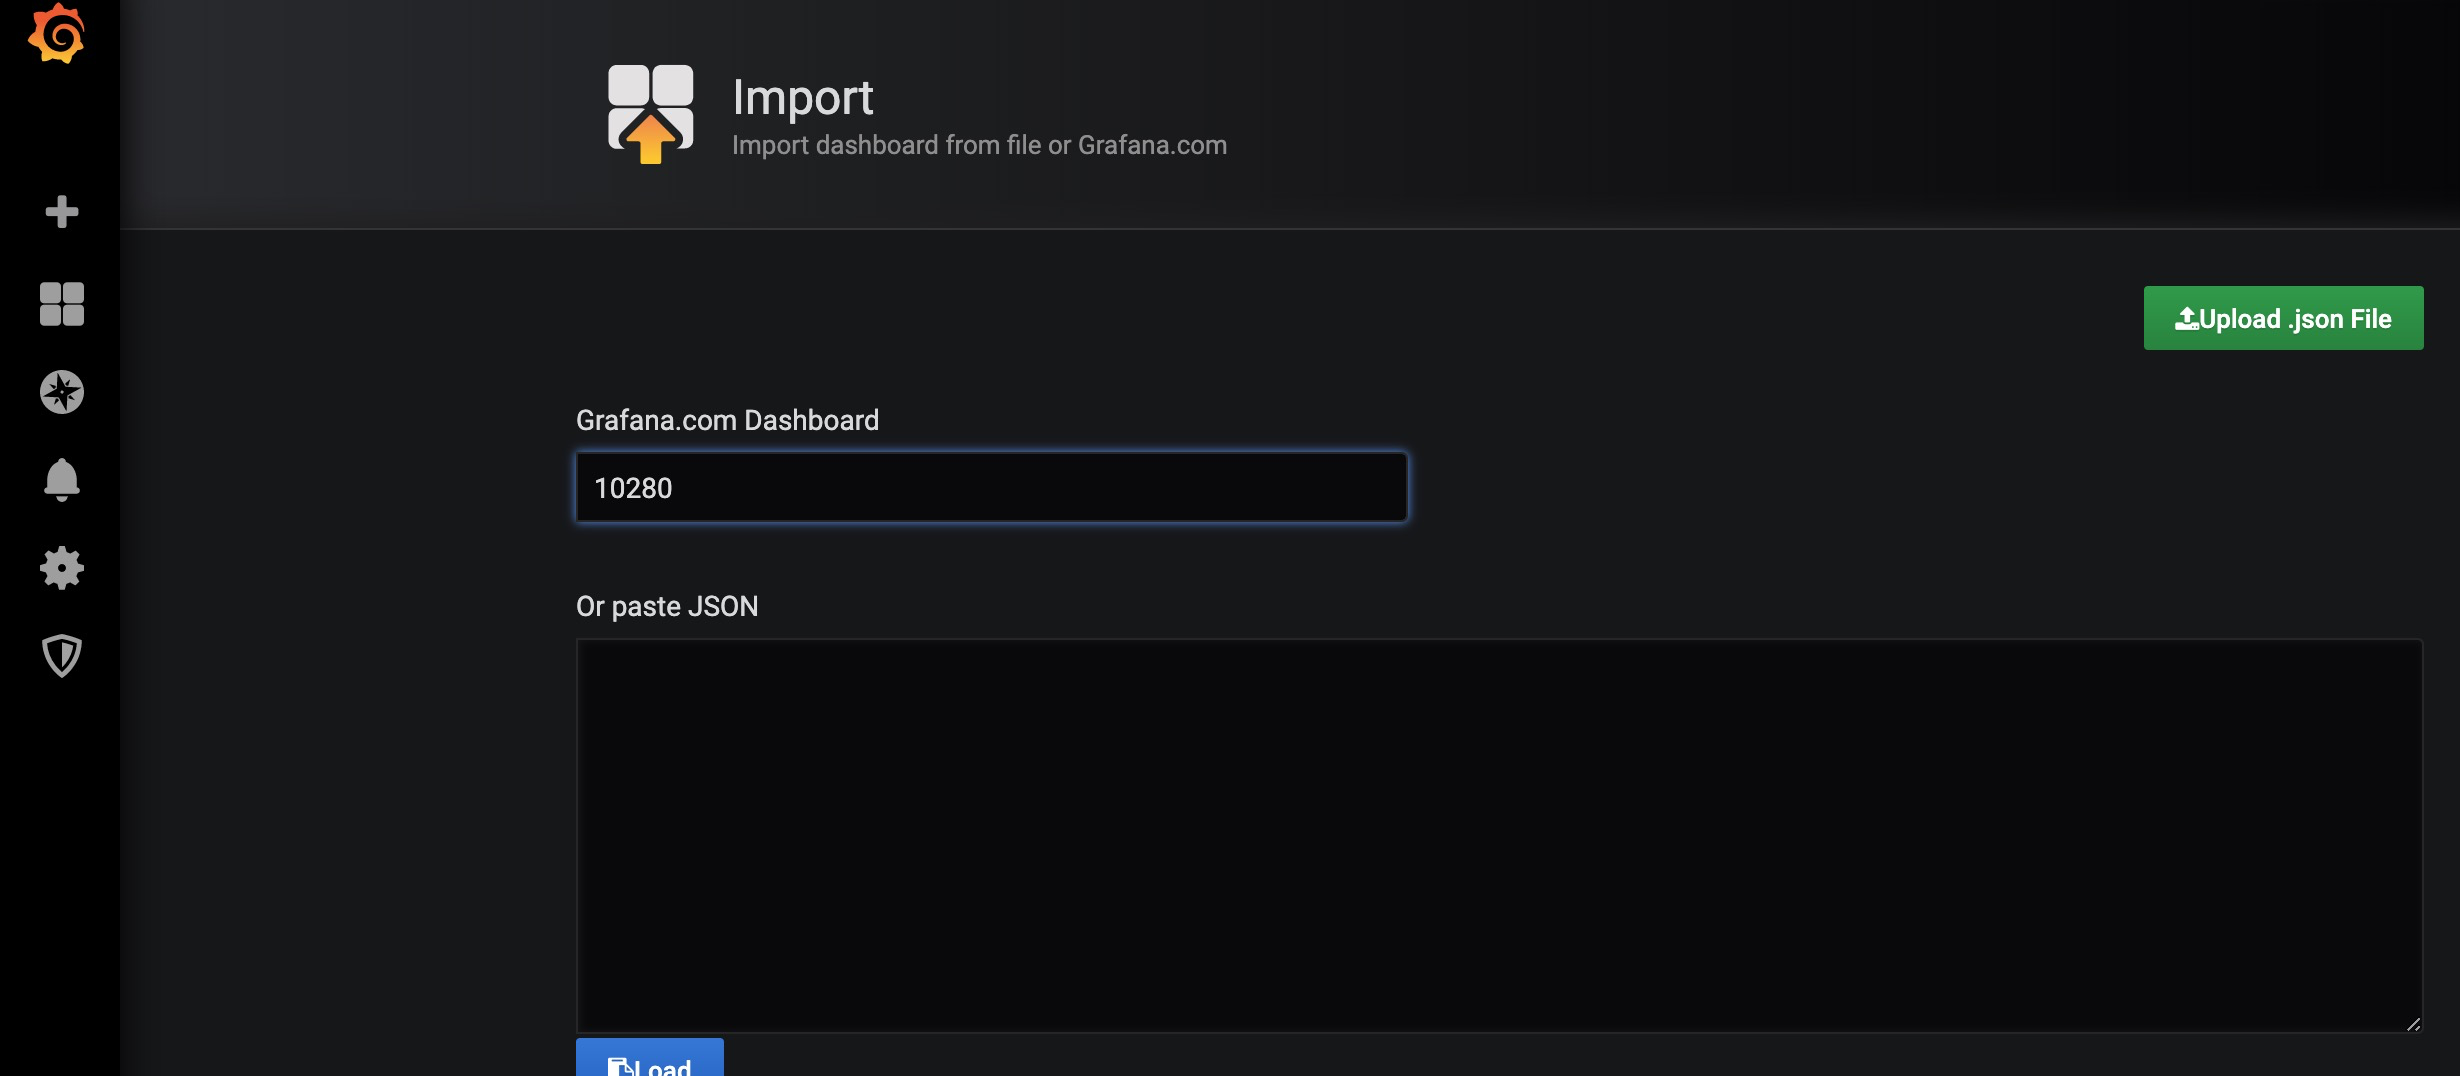 Import
Import dashboard from file or Grafana.com
Upload .json File
Grafana.com Dashboard
10280
Or paste JSON
Load